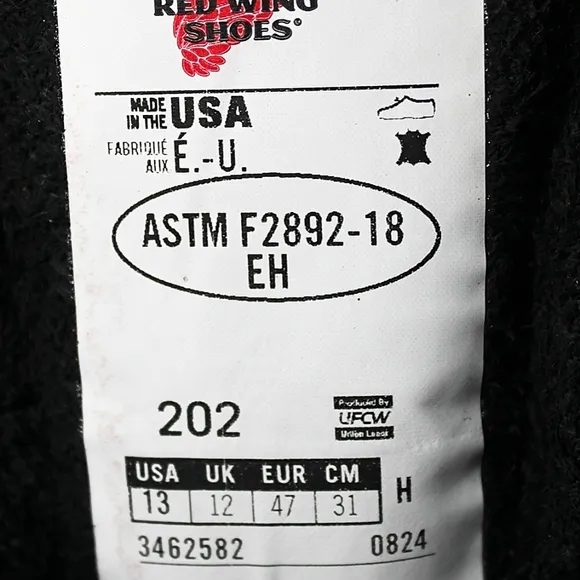 RED WING
SHOES®
MADE
IN THE USA
FABRIQUÉ
AUX É.-U.
ASTM F2892-18
EH
202
Produced By
UFCW
Union Labor
USA UK EUR CM
13 12 47 31 H
3462582 0824